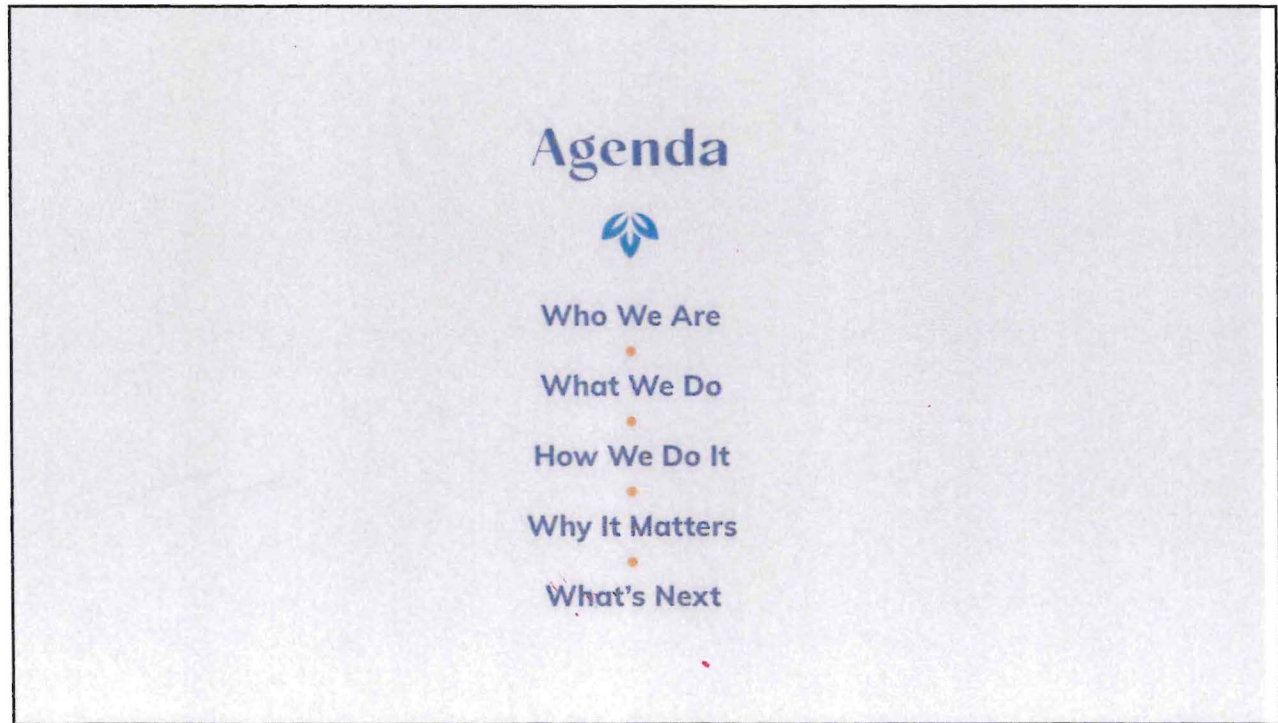 Agenda
Who We Are
What We Do
How We Do It
Why It Matters
What's Next